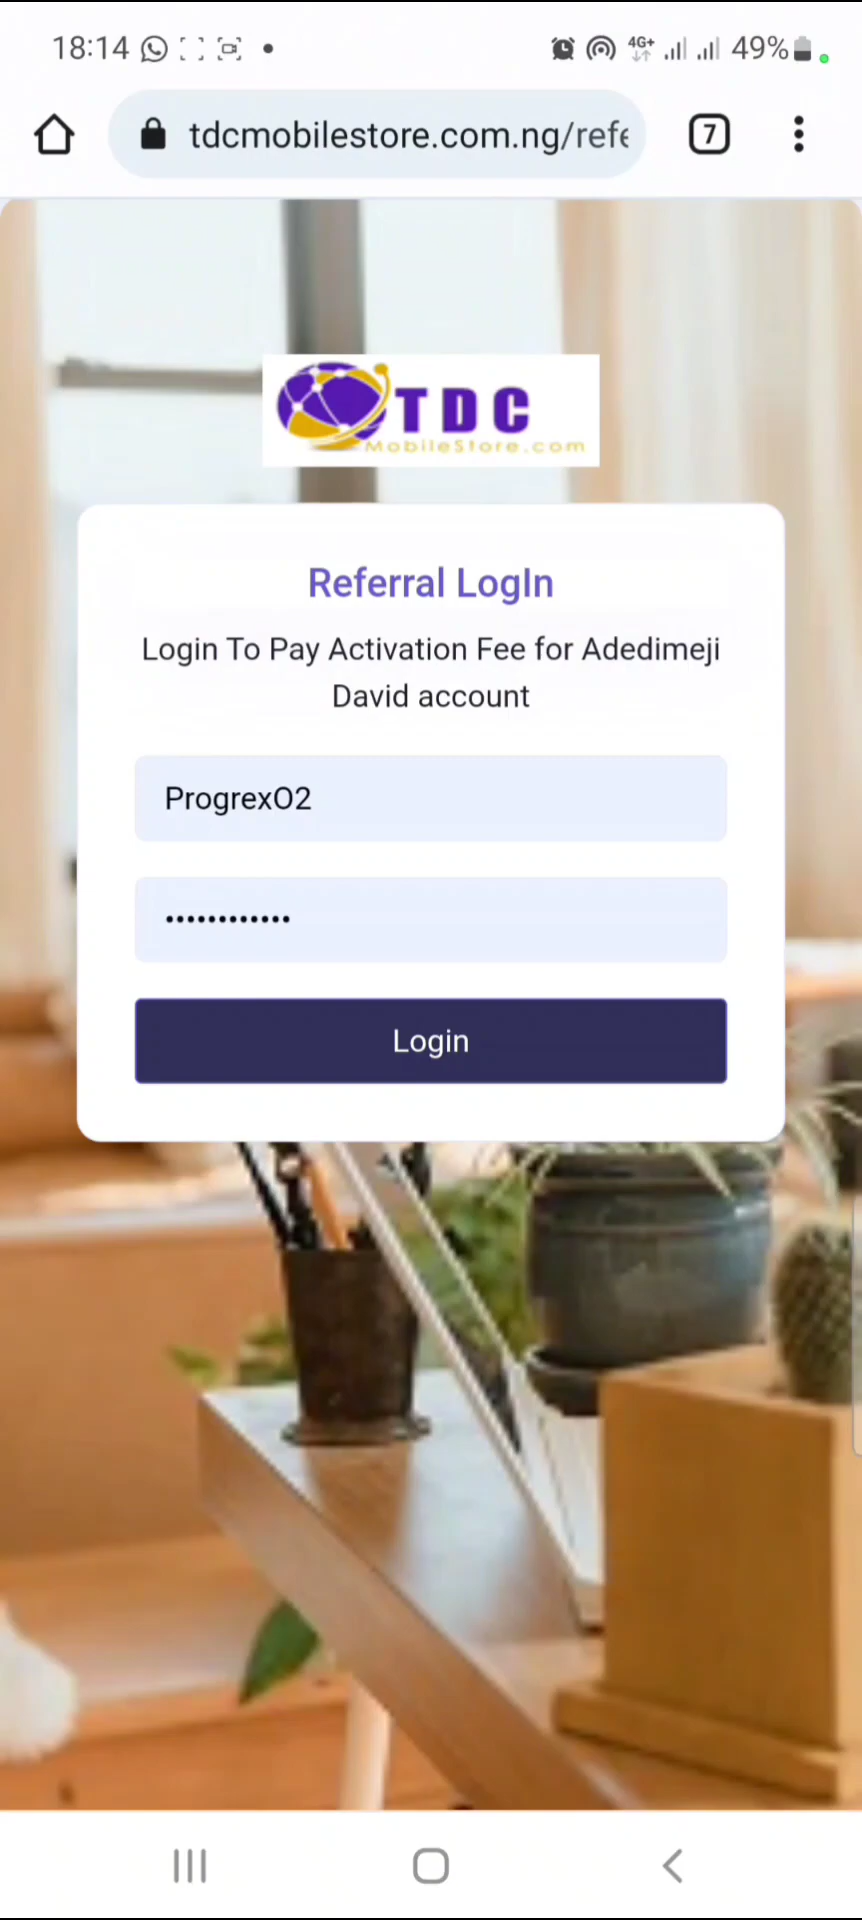 18:14
4G+
49%
tdcmobilestore.com.ng/refe
7
TDC
MobileStore.com
Referral LogIn
Login To Pay Activation Fee for Adedimeji
David account
ProgrexO2
••••••••••••
Login